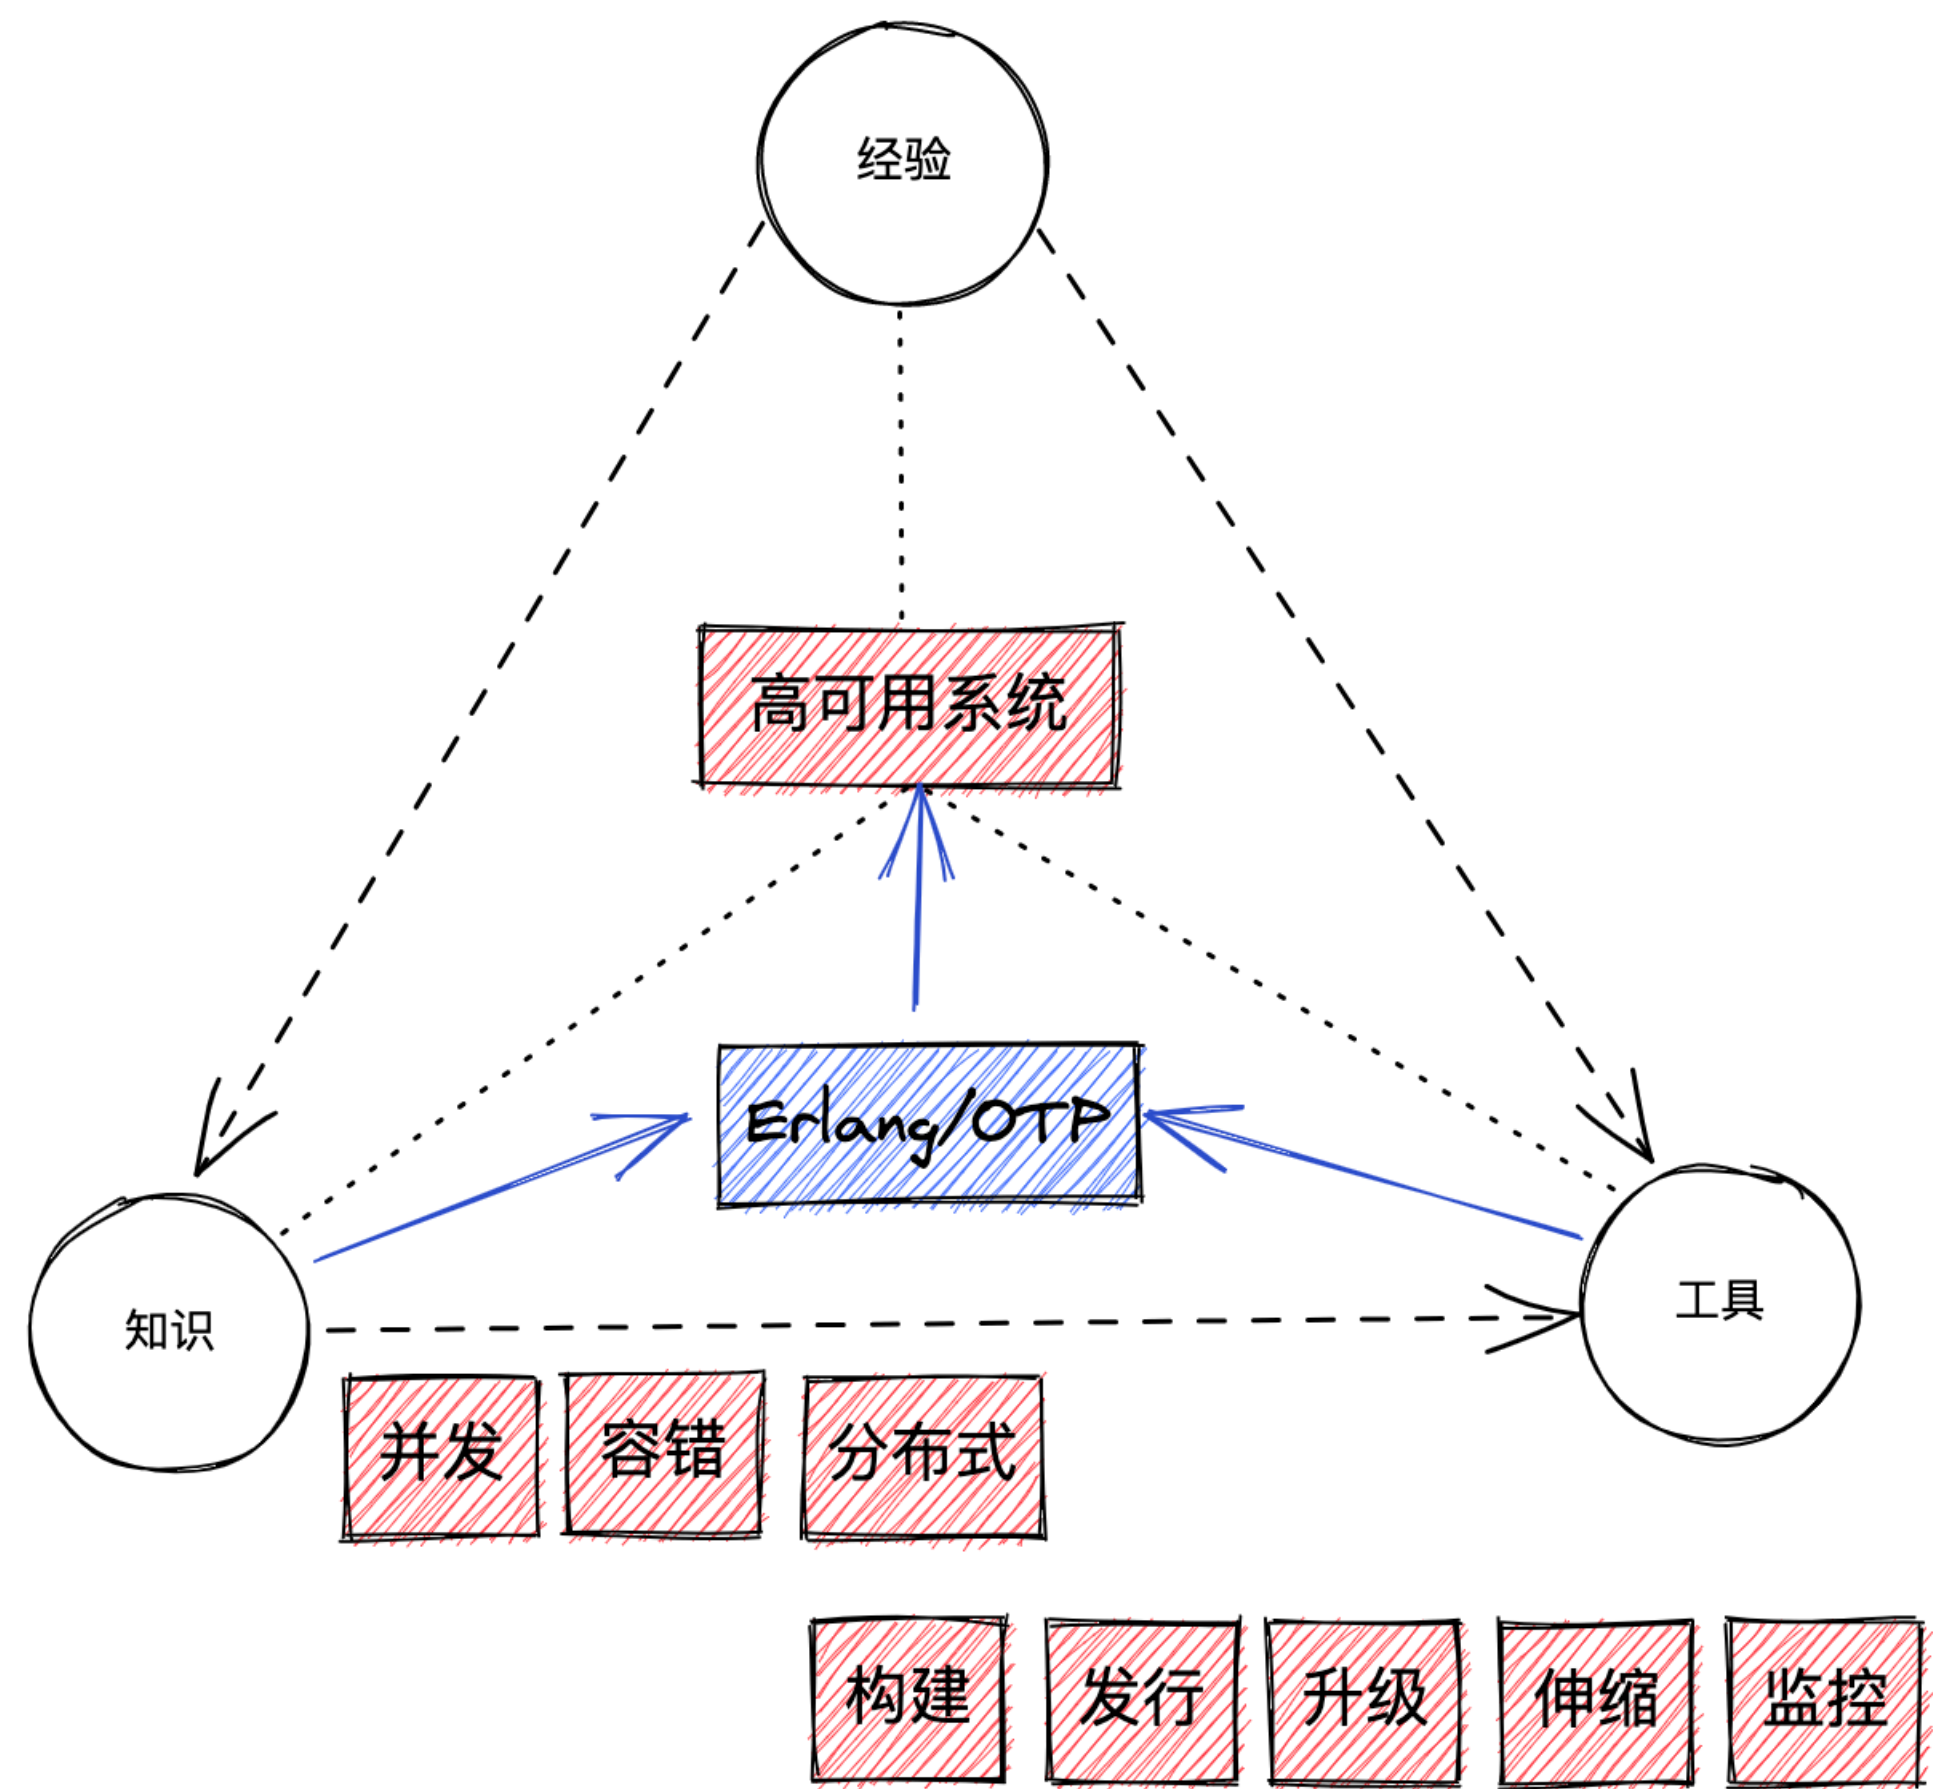 经验
高可用系统
Erlang/OTP
知识
工具
并发
容错
分布式
构建
发行
升级
伸缩
监控